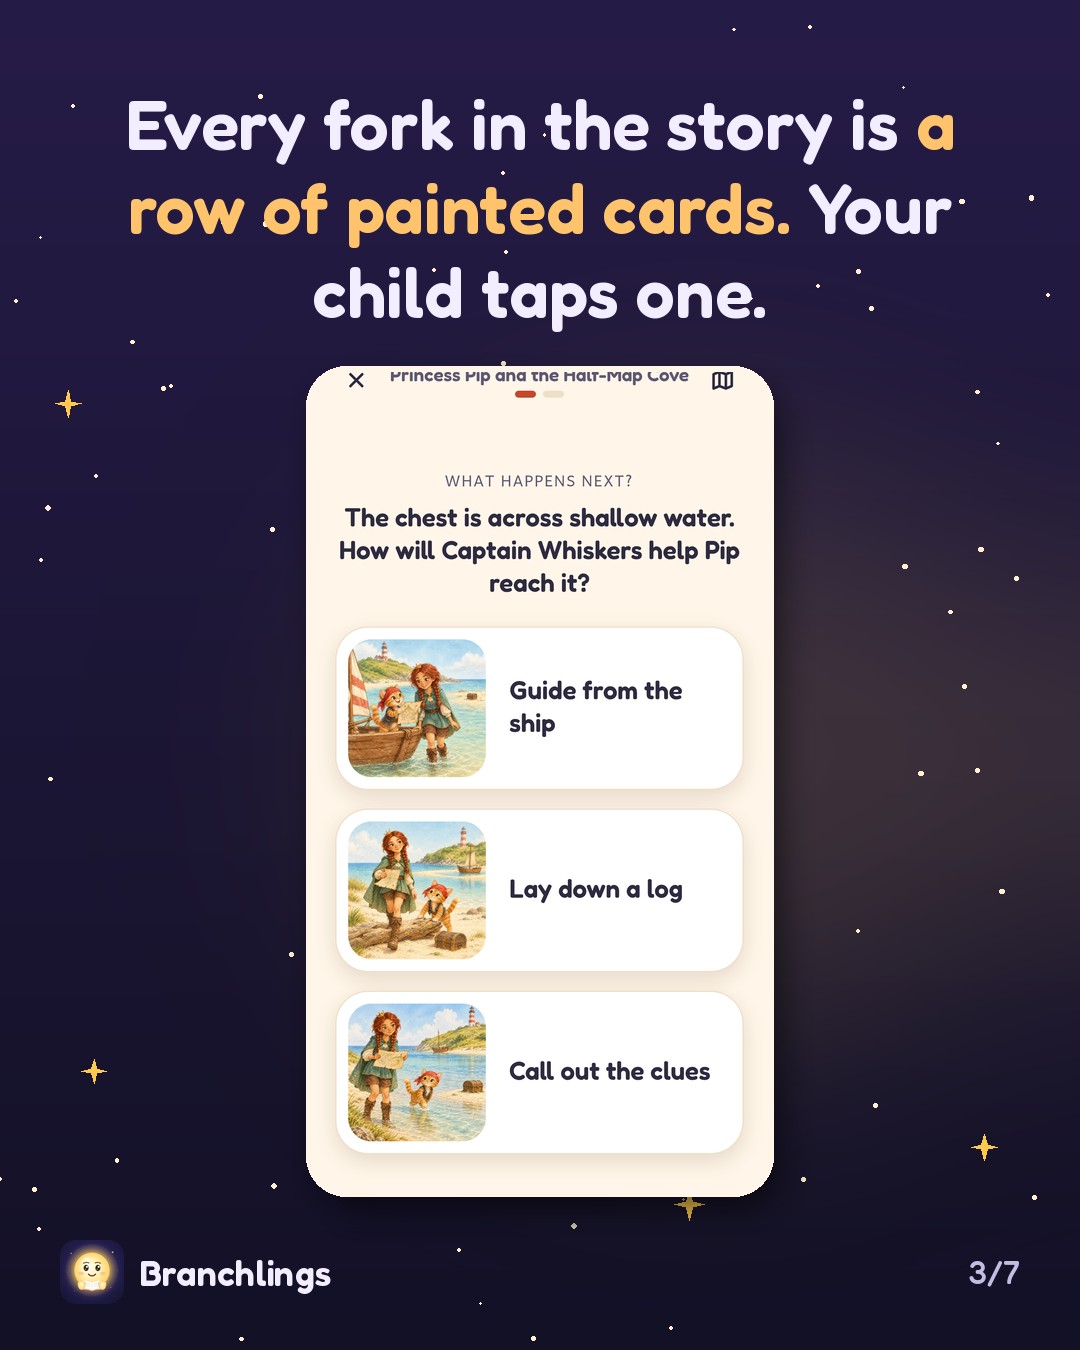 Every fork in the story is a
row of painted cards. Your
child taps one.
Princess Pip and the Half-Map Cove
WHAT HAPPENS NEXT?
The chest is across shallow water.
How will Captain Whiskers help Pip
reach it?
Guide from the
ship
Lay down a log
Call out the clues
Branchlings
3/7